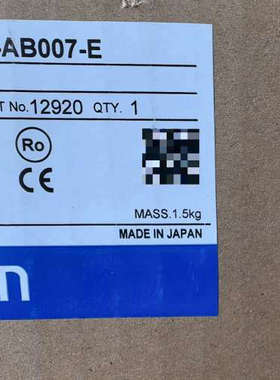 -AB007-E
T No. 12920 QTY. 1
Ro
CE
MASS.1.5kg
MADE IN JAPAN
n